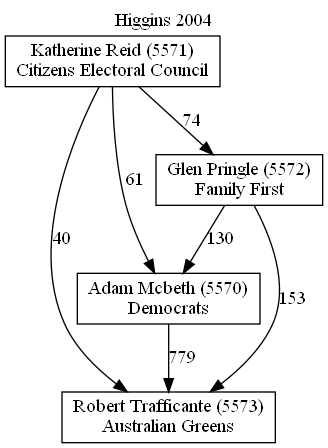 Higgins 2004
Katherine Reid (5571)
Citizens Electoral Council
74
Glen Pringle (5572)
Family First
61
40
130
153
Adam Mcbeth (5570)
Democrats
779
Robert Trafficante (5573)
Australian Greens